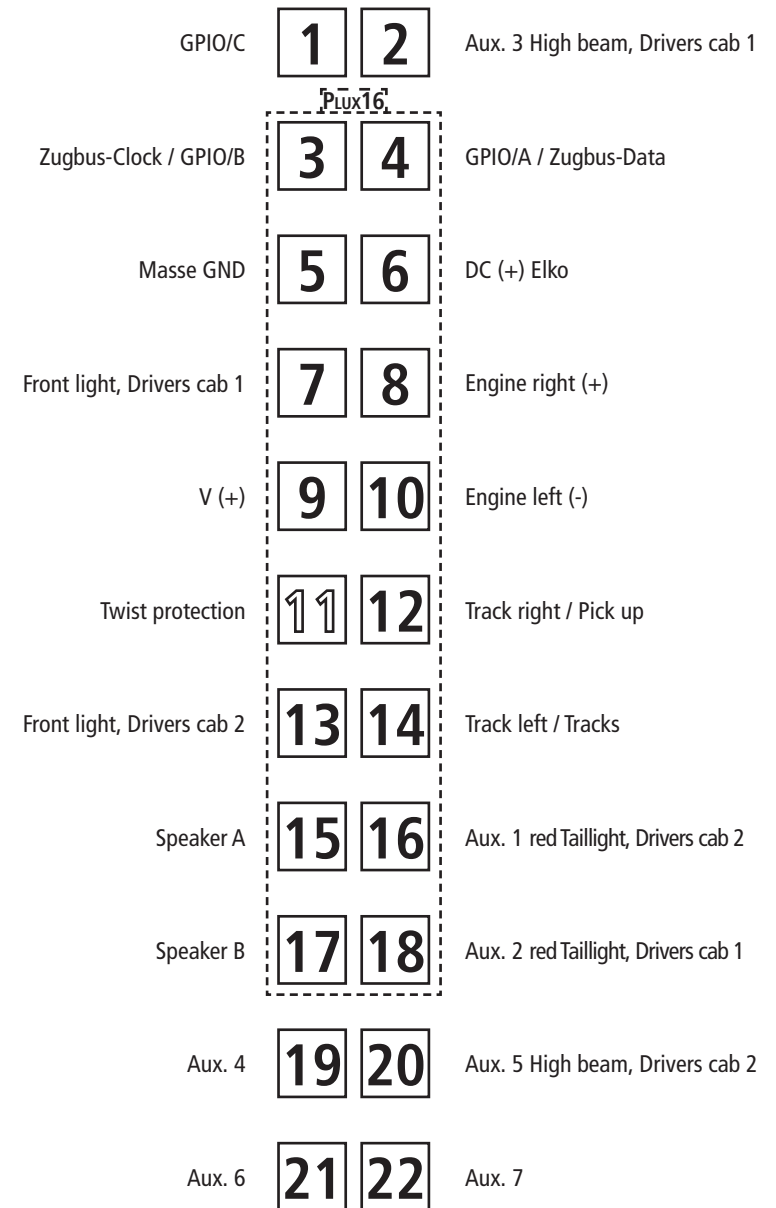 GPIO/C 1 2 Aux. 3 High beam, Drivers cab 1
PLUX16
Zugbus-Clock / GPIO/B 3 4 GPIO/A / Zugbus-Data
Masse GND 5 6 DC (+) Elko
Front light, Drivers cab 1 7 8 Engine right (+)
V (+) 9 10 Engine left (-)
Twist protection 11 12 Track right / Pick up
Front light, Drivers cab 2 13 14 Track left / Tracks
Speaker A 15 16 Aux. 1 red Taillight, Drivers cab 2
Speaker B 17 18 Aux. 2 red Taillight, Drivers cab 1
Aux. 4 19 20 Aux. 5 High beam, Drivers cab 2
Aux. 6 21 22 Aux. 7